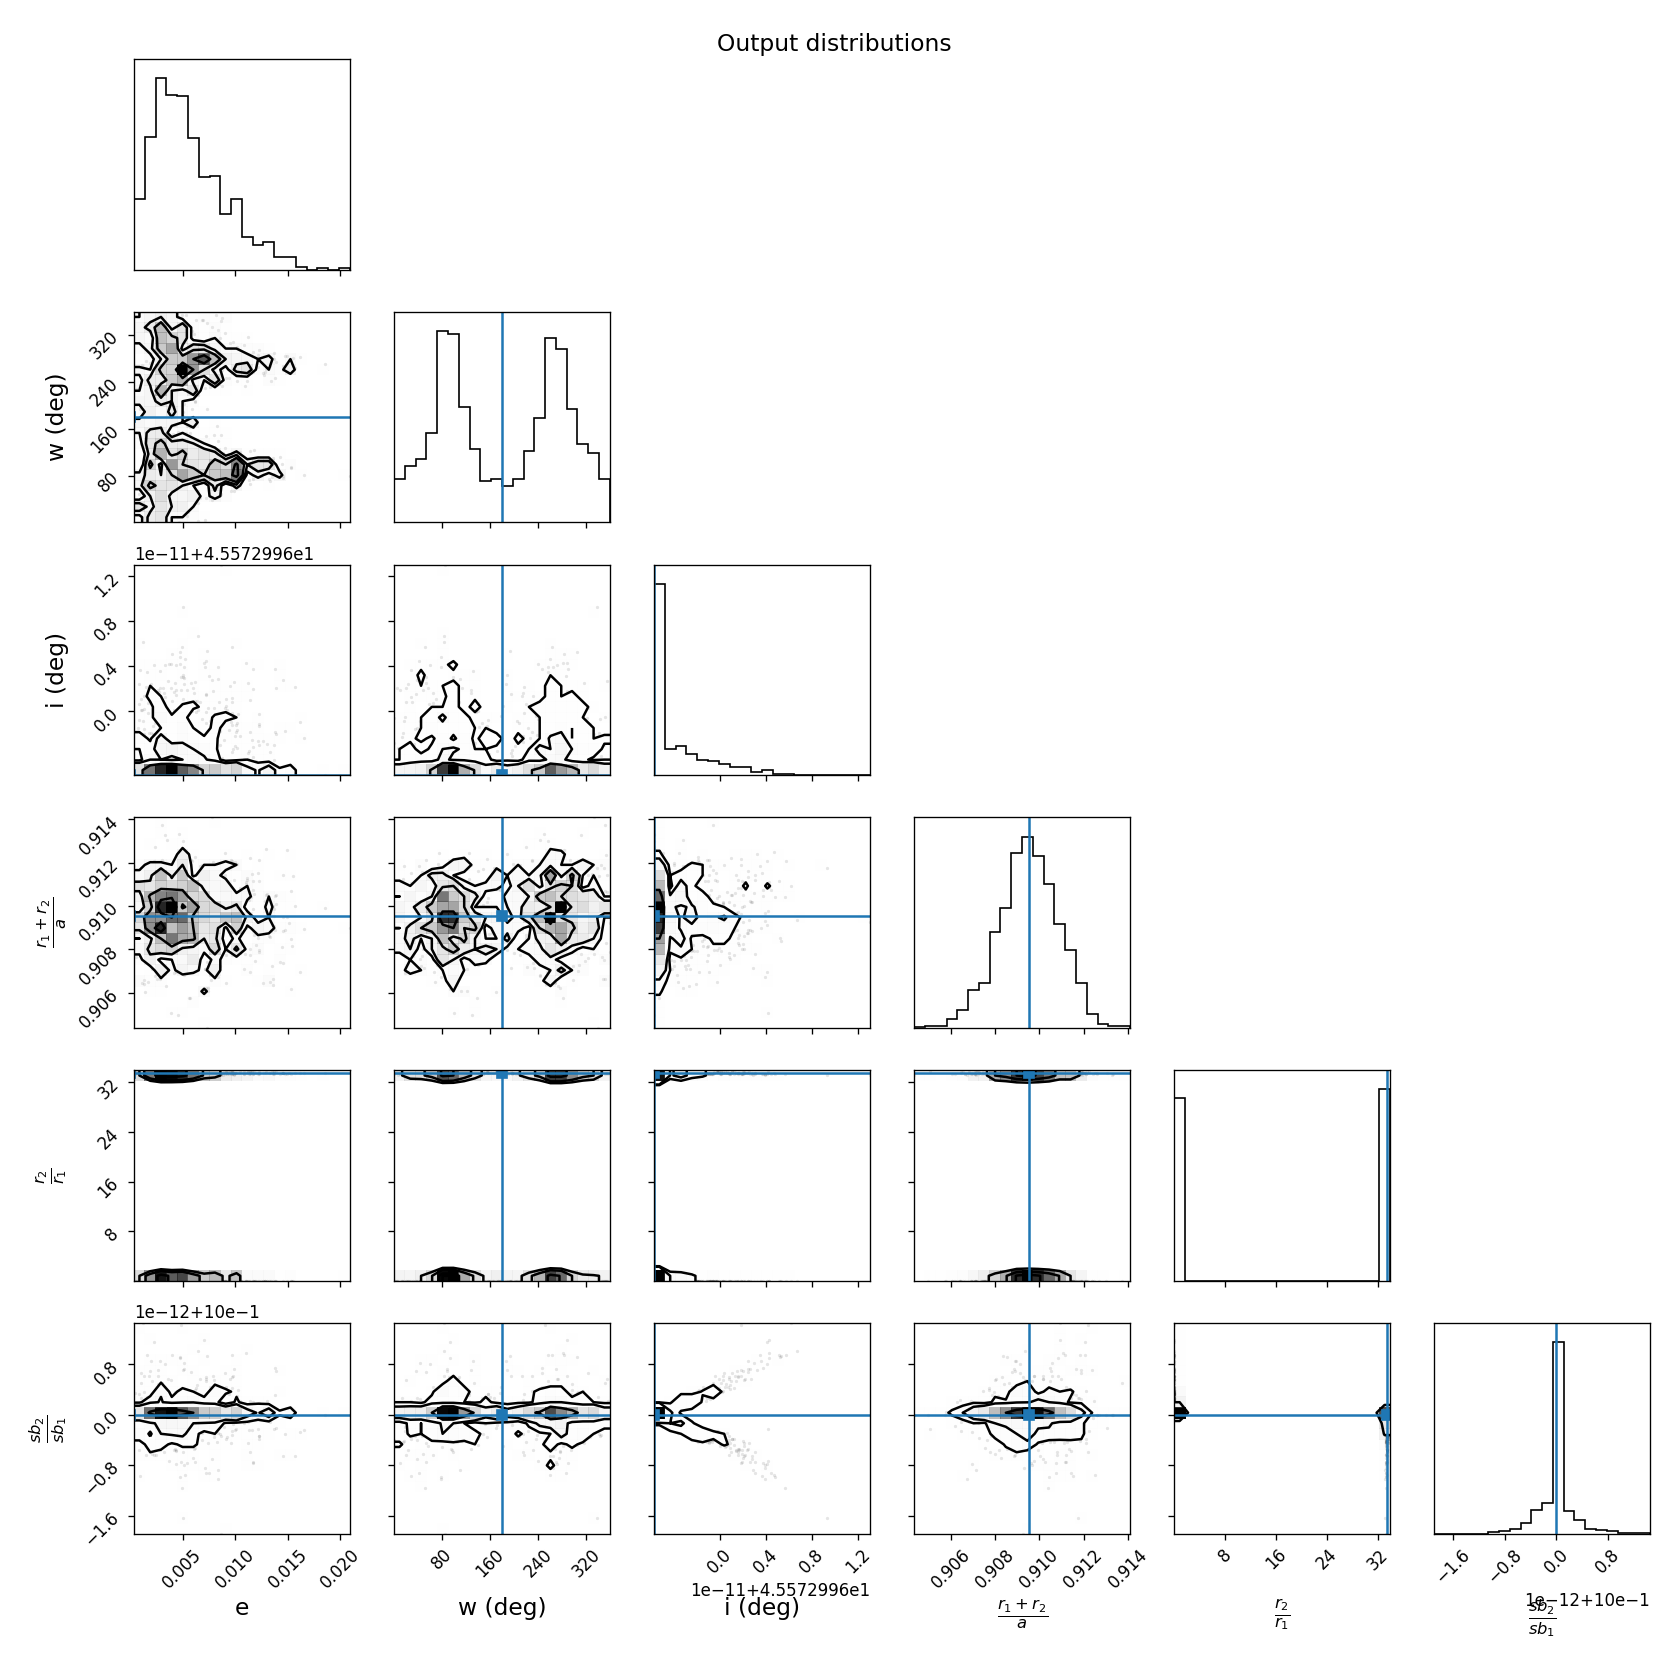 Output distributions
w (deg)
320
240
160
80
1e−11+4.5572996e1
i (deg)
1.2
0.8
0.4
0.0
r₁ + r₂
a
0.914
0.912
0.910
0.908
0.906
r₂
r₁
32
24
16
8
1e−12+10e−1
sb₂
sb₁
0.8
0.0
−0.8
−1.6
0.005 0.010 0.015 0.020
80 160 240 320
0.0 0.4 0.8 1.2
0.906 0.908 0.910 0.912 0.914
8 16 24 32
−1.6 −0.8 0.0 0.8
1e−11+4.5572996e1
1e−12+10e−1
e
w (deg)
i (deg)
r₁ + r₂
a
r₂
r₁
sb₂
sb₁